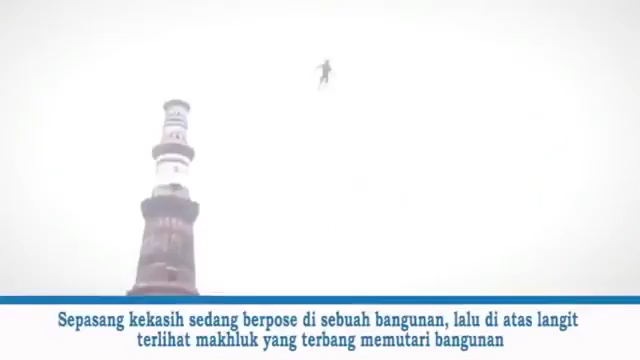 Sepasang kekasih sedang berpose di sebuah bangunan, lalu di atas langit
terlihat makhluk yang terbang memutari bangunan